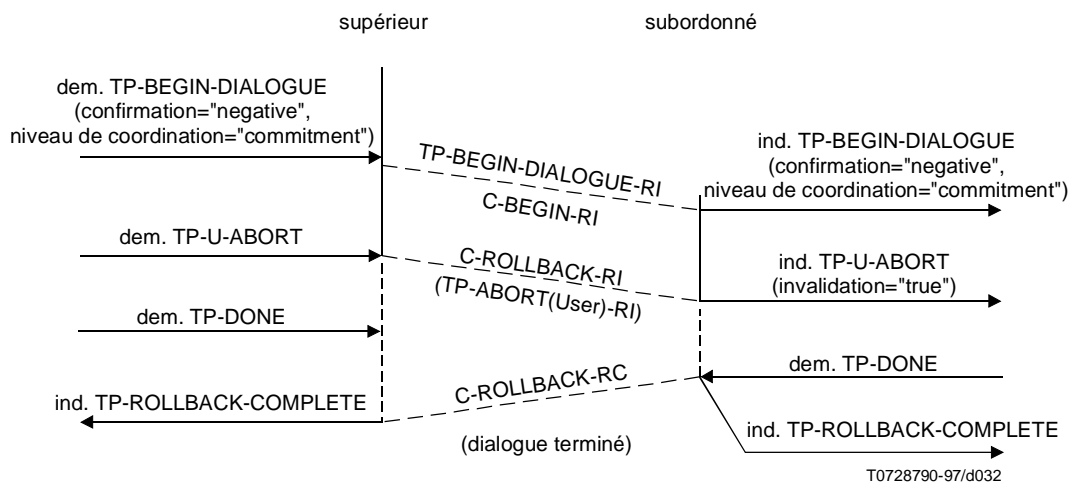 supérieur
subordonné
dem. TP-BEGIN-DIALOGUE
(confirmation="negative",
niveau de coordination="commitment")
TP-BEGIN-DIALOGUE-RI
C-BEGIN-RI
ind. TP-BEGIN-DIALOGUE
(confirmation="negative",
niveau de coordination="commitment")
dem. TP-U-ABORT
C-ROLLBACK-RI
(TP-ABORT(User)-RI)
ind. TP-U-ABORT
(invalidation="true")
dem. TP-DONE
dem. TP-DONE
C-ROLLBACK-RC
ind. TP-ROLLBACK-COMPLETE
(dialogue terminé)
ind. TP-ROLLBACK-COMPLETE
T0728790-97/d032